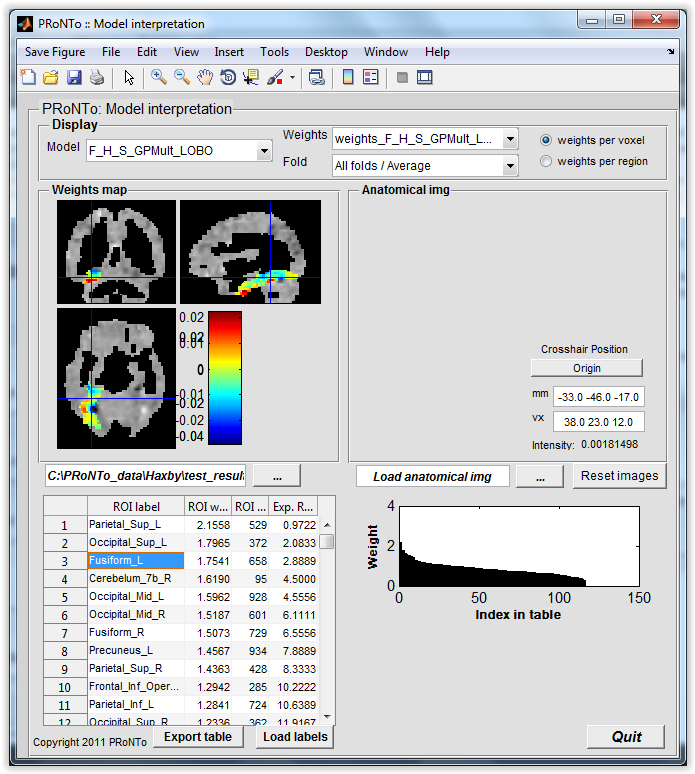 PRoNTo :: Model interpretation
Save Figure File Edit View Insert Tools Desktop Window Help
PRoNTo: Model interpretation
Display
Model F_H_S_GPMult_LOBO
Weights weights_F_H_S_GPMult_L...
Fold All folds / Average
weights per voxel
weights per region
Weights map
0.02
0.02
0.01
0
-0.01
-0.02
-0.04
Anatomical img
Crosshair Position
Origin
mm -33.0 -46.0 -17.0
vx 38.0 23.0 12.0
Intensity: 0.00181498
C:\PRoNTo_data\Haxby\test_resul
...
Load anatomical img
...
Reset images
ROI label ROI w... ROI ... Exp. R...
1 Parietal_Sup_L 2.1558 529 0.9722
2 Occipital_Sup_L 1.7965 372 2.0833
3 Fusiform_L 1.7541 658 2.8889
4 Cerebelum_7b_R 1.6190 95 4.5000
5 Occipital_Mid_L 1.5962 928 4.5556
6 Occipital_Mid_R 1.5187 601 6.1111
7 Fusiform_R 1.5073 729 6.5556
8 Precuneus_L 1.4567 934 7.8889
9 Parietal_Sup_R 1.4363 428 8.3333
10 Frontal_Inf_Oper... 1.2942 285 10.2222
11 Parietal_Inf_L 1.2841 724 10.6389
12 Occipital_Sup_R 1.2336 362 11.9167
Weight
4
2
0
0 50 100 150
Index in table
Copyright 2011 PRoNTo
Export table
Load labels
Quit